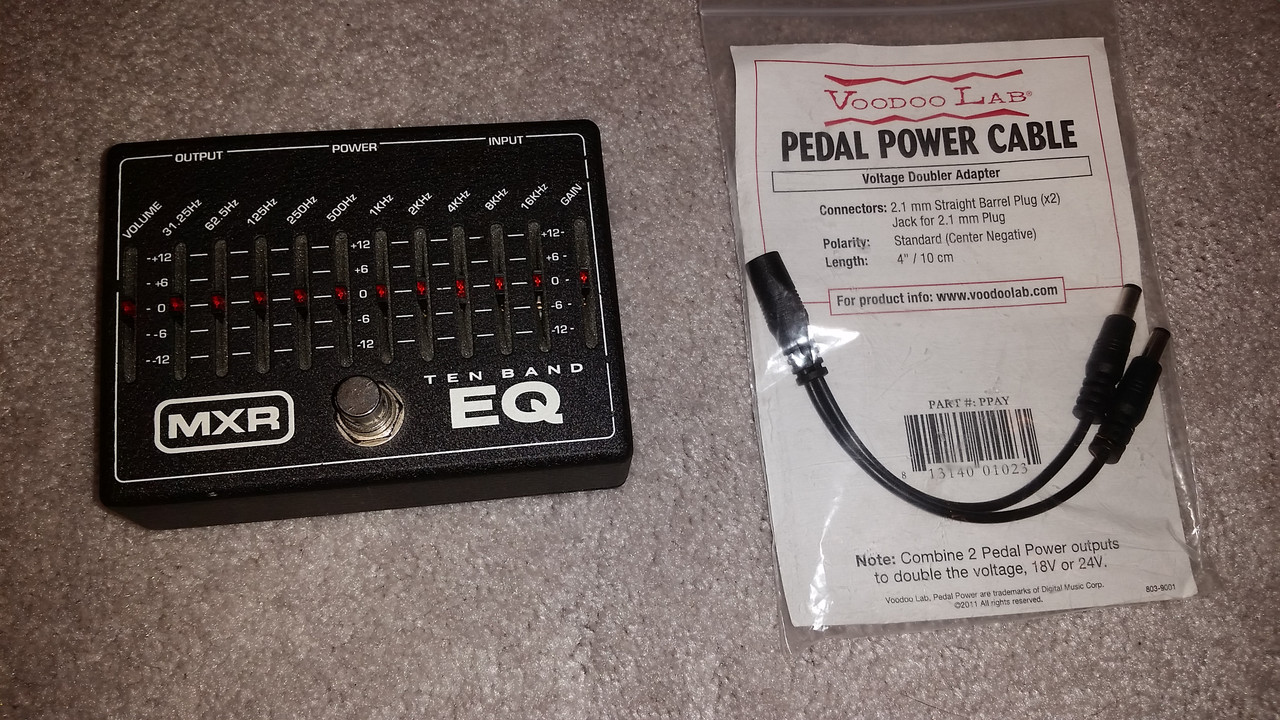 OUTPUT POWER INPUT
VOLUME 31.25Hz 62.5Hz 125Hz 250Hz 500Hz 1KHz 2KHz 4KHz 8KHz 16KHz GAIN
+12 +12 +12
+6 +6 +6
0 0 0
-6 -6 -6
-12 -12 -12
TEN BAND
EQ
MXR
VOODOO LAB®
PEDAL POWER CABLE
Voltage Doubler Adapter
Connectors: 2.1 mm Straight Barrel Plug (x2)
Jack for 2.1 mm Plug
Polarity: Standard (Center Negative)
Length: 4" / 10 cm
For product info: www.voodoolab.com
PART #: PPAY
8 13140 01023
Note: Combine 2 Pedal Power outputs
to double the voltage, 18V or 24V.
Voodoo Lab, Pedal Power are trademarks of Digital Music Corp.
©2011 All rights reserved.
803-9001